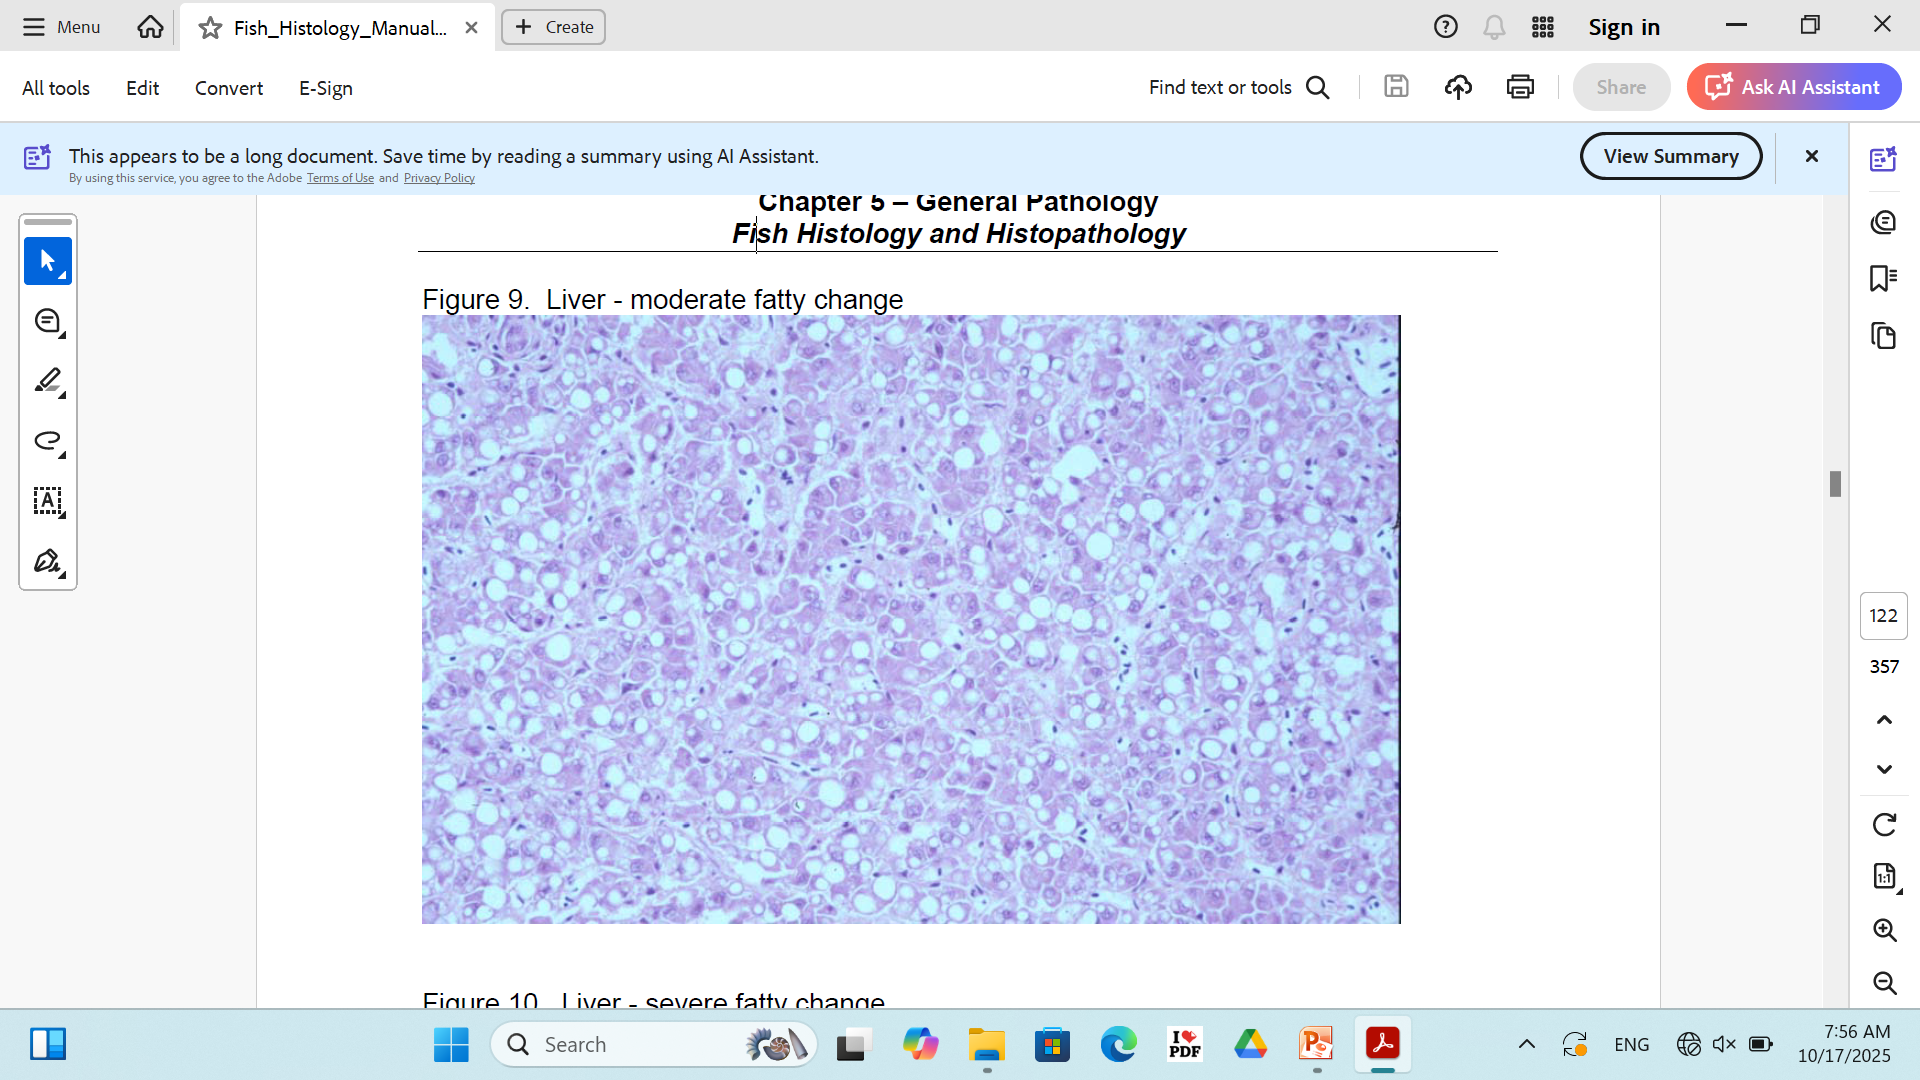 Menu
Fish_Histology_Manual...
Create
Sign in
All tools
Edit
Convert
E-Sign
Find text or tools
Share
Ask AI Assistant
This appears to be a long document. Save time by reading a summary using AI Assistant.
By using this service, you agree to the Adobe Terms of Use and Privacy Policy
View Summary
Chapter 5 – General Pathology
Fish Histology and Histopathology
Figure 9. Liver - moderate fatty change
122
357
1:1
Figure 10. Liver - severe fatty change
Search
I ♥
PDF
ENG
7:56 AM
10/17/2025